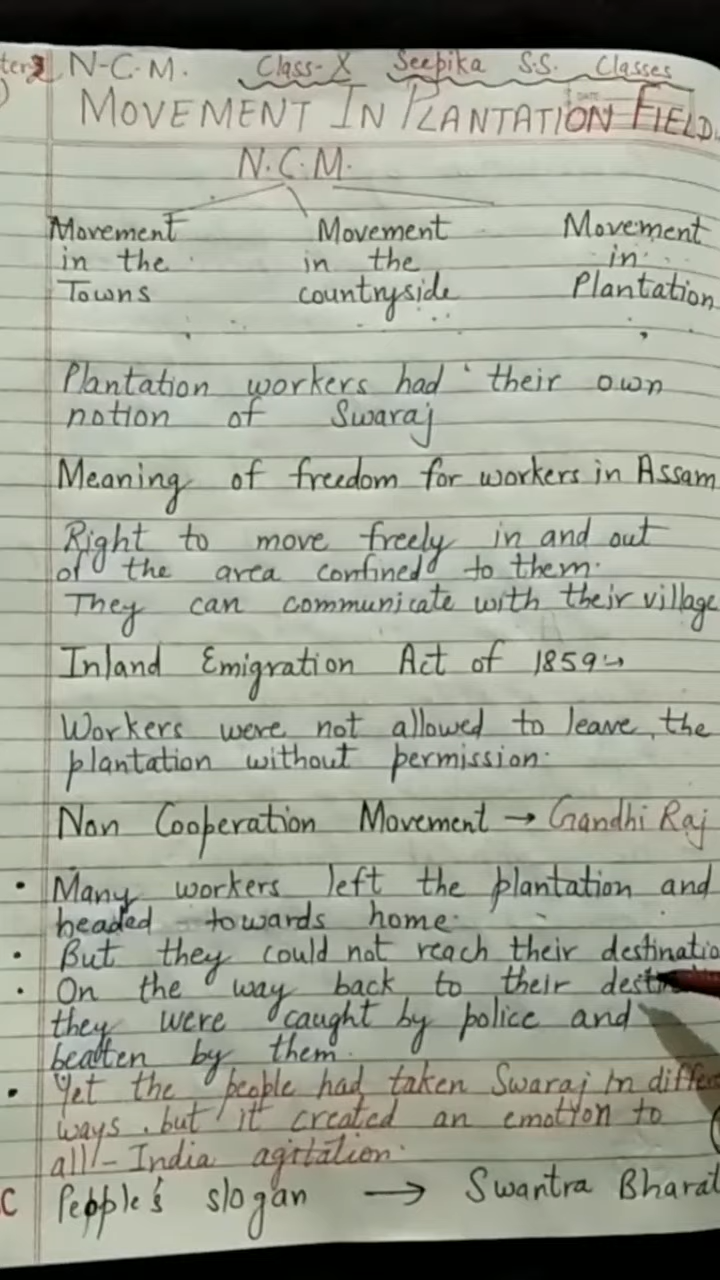 N-C-M. Class-X Seepika S.S. Classes
MOVEMENT IN PLANTATION FIELD
N.C.M.
Movement Movement Movement
in the in the in
Towns countryside Plantation
Plantation workers had their own
notion of Swaraj
Meaning of freedom for workers in Assam
Right to move freely in and out
of the area confined to them.
They can communicate with their village
Inland Emigration Act of 1859
Workers were not allowed to leave the
plantation without permission.
Non Cooperation Movement → Gandhi Raj
• Many workers left the plantation and
headed towards home.
• But they could not reach their destinatio
• On the way back to their
they were caught by police and
beatten by them.
• Yet the people had taken Swaraj in differ
ways, but it created an emotion to
all-India agitation.
C People's slogan → Swantra Bharat